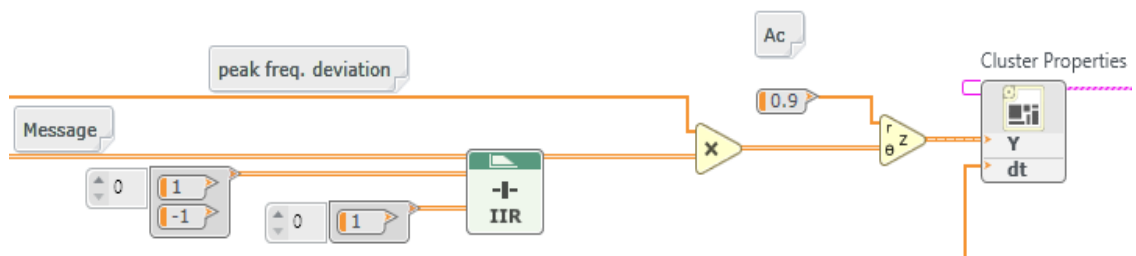 Ac
Cluster Properties
peak freq. deviation
0.9
Message
r
θ z
×
Y
dt
0
1
-1
0
1
IIR